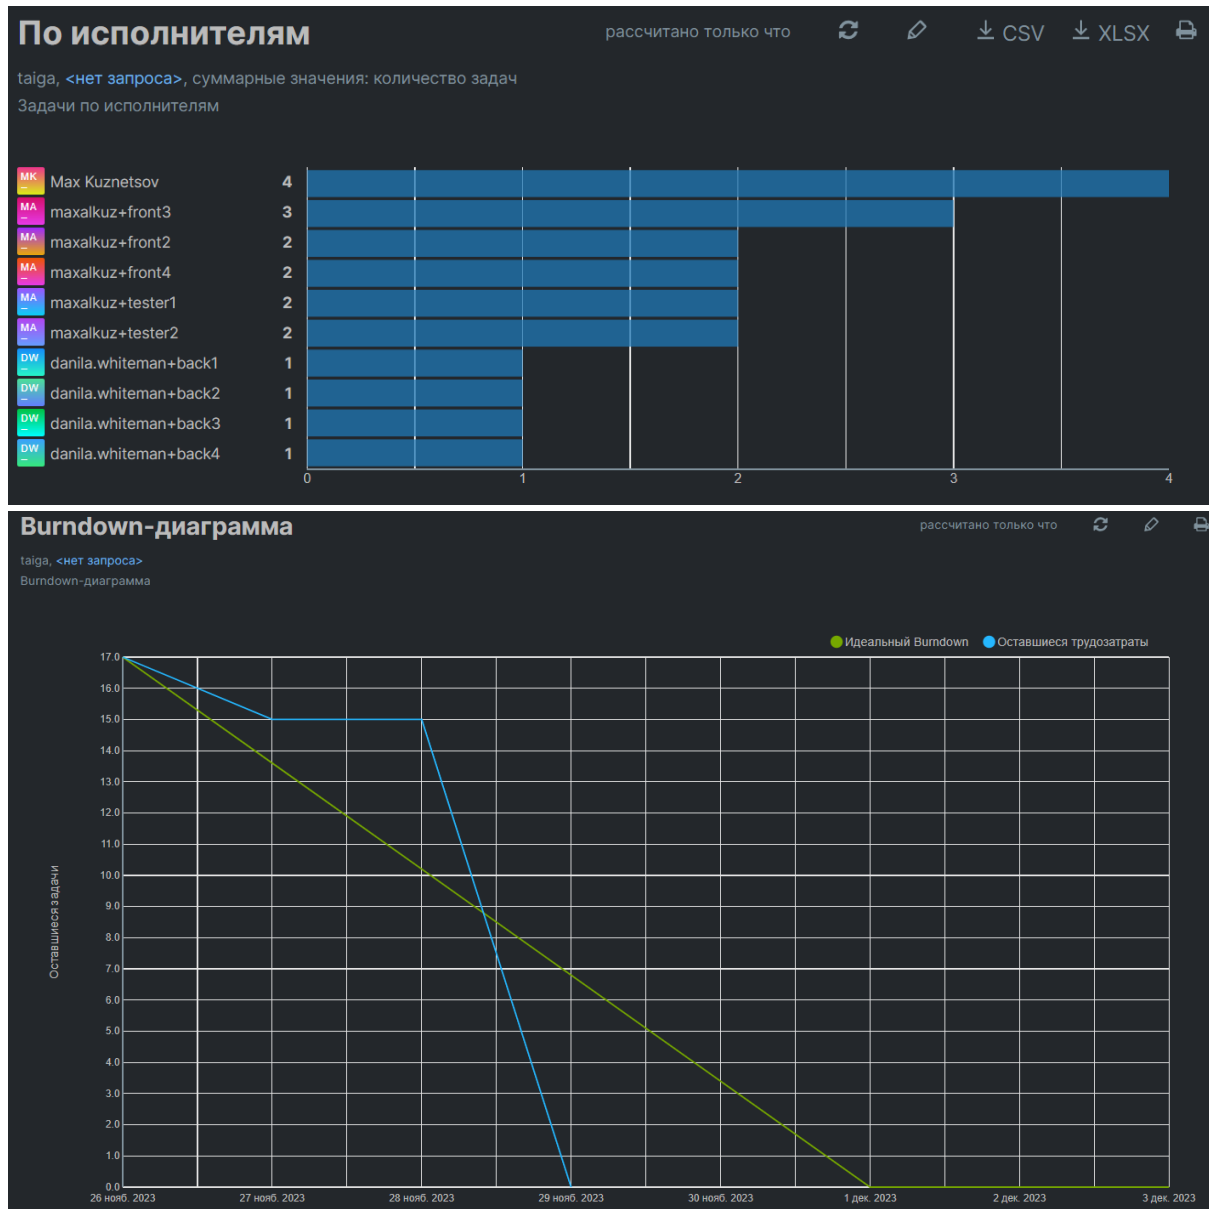 По исполнителям
рассчитано только что
CSV
XLSX
taiga, <нет запроса>, суммарные значения: количество задач
Задачи по исполнителям
MK Max Kuznetsov 4
MA maxalkuz+front3 3
MA maxalkuz+front2 2
MA maxalkuz+front4 2
MA maxalkuz+tester1 2
MA maxalkuz+tester2 2
DW danila.whiteman+back1 1
DW danila.whiteman+back2 1
DW danila.whiteman+back3 1
DW danila.whiteman+back4 1
0 1 2 3 4
Burndown-диаграмма
рассчитано только что
taiga, <нет запроса>
Burndown-диаграмма
Идеальный Burndown Оставшиеся трудозатраты
17.0
16.0
15.0
14.0
13.0
12.0
11.0
10.0
9.0
8.0
7.0
6.0
5.0
4.0
3.0
2.0
1.0
0.0
Оставшиеся задачи
26 нояб. 2023 27 нояб. 2023 28 нояб. 2023 29 нояб. 2023 30 нояб. 2023 1 дек. 2023 2 дек. 2023 3 дек. 2023